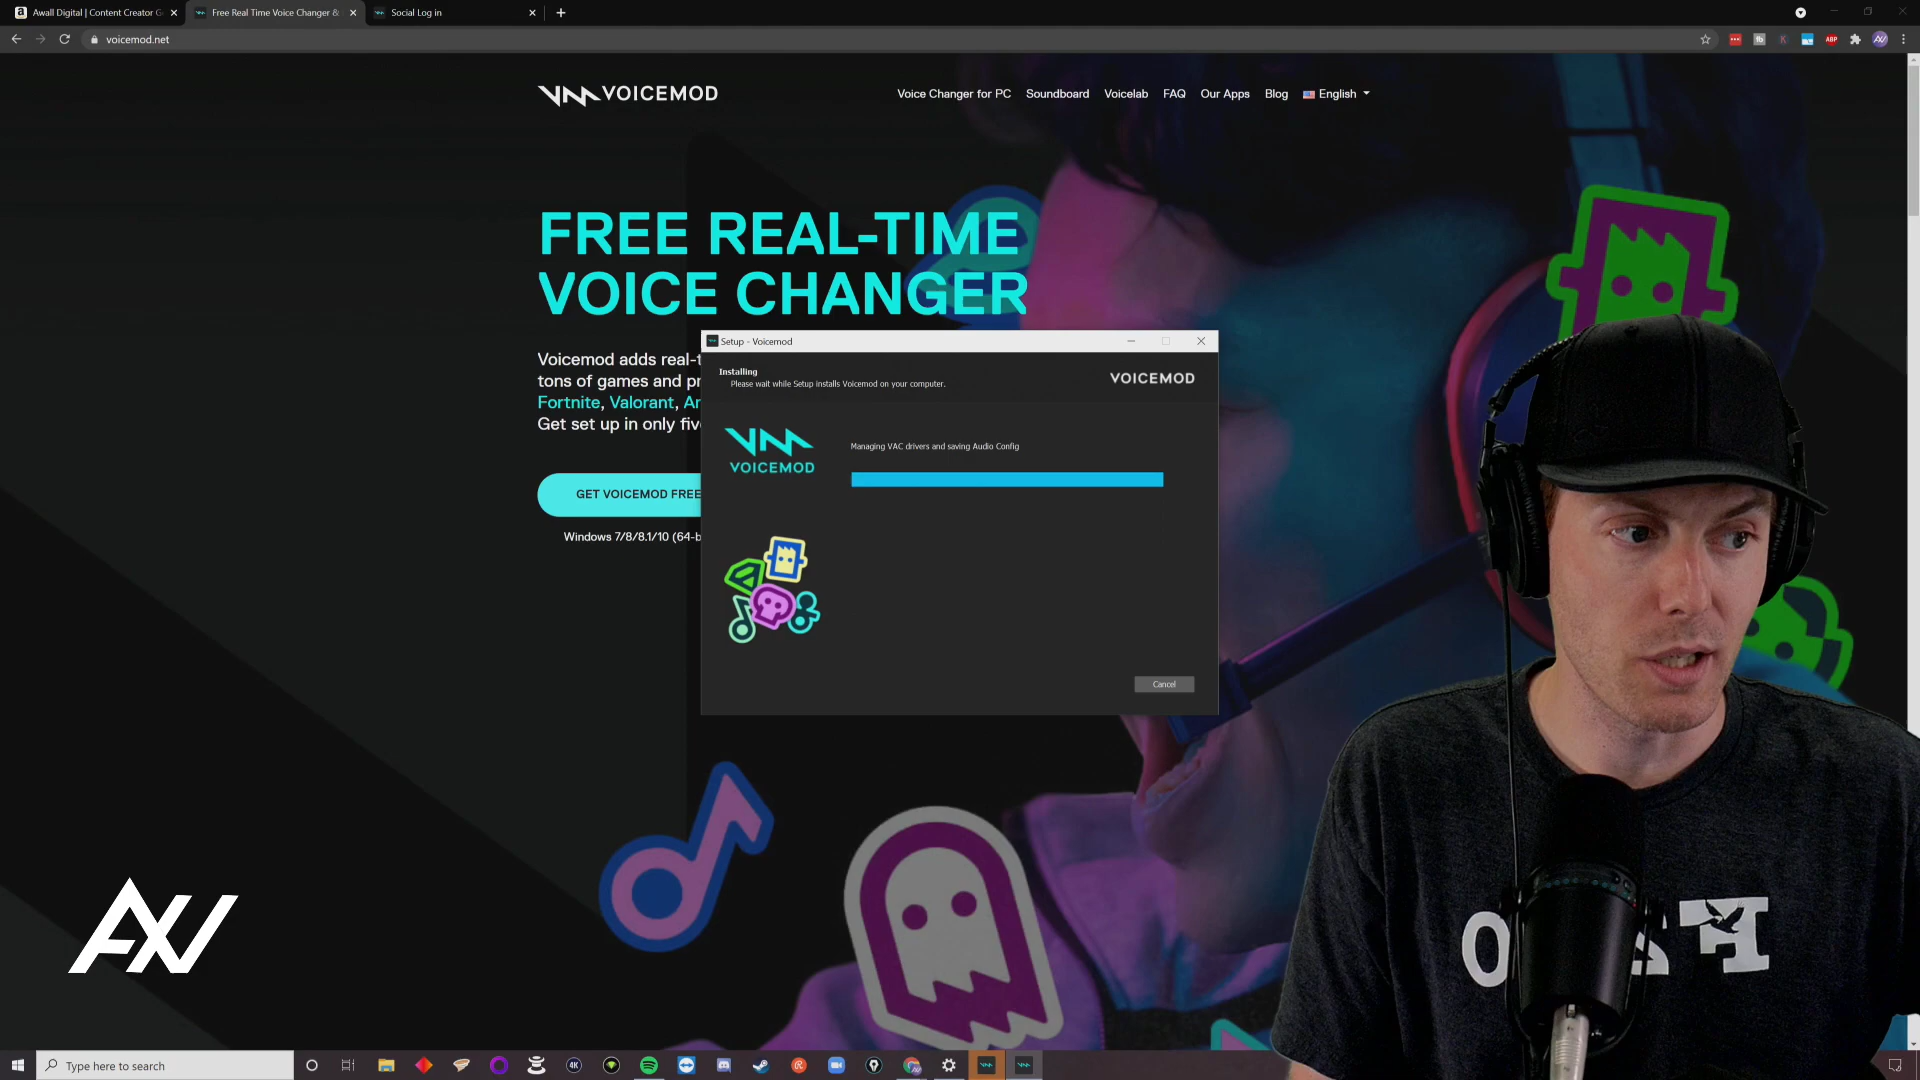 Awall Digital | Content Creator G
Free Real Time Voice Changer &
Social Log in
voicemod.net
ABP
VOICEMOD
Voice Changer for PC
Soundboard
Voicelab
FAQ
Our Apps
Blog
English
FREE REAL-TIME
VOICE CHANGER
Voicemod adds real-t
tons of games and pr
Fortnite, Valorant, Ar
Get set up in only fiv
GET VOICEMOD FREE
Windows 7/8/8.1/10 (64-b
Setup - Voicemod
Installing
Please wait while Setup installs Voicemod on your computer.
VOICEMOD
VOICEMOD
Managing VAC drivers and saving Audio Config
Cancel
AW
Type here to search
4K